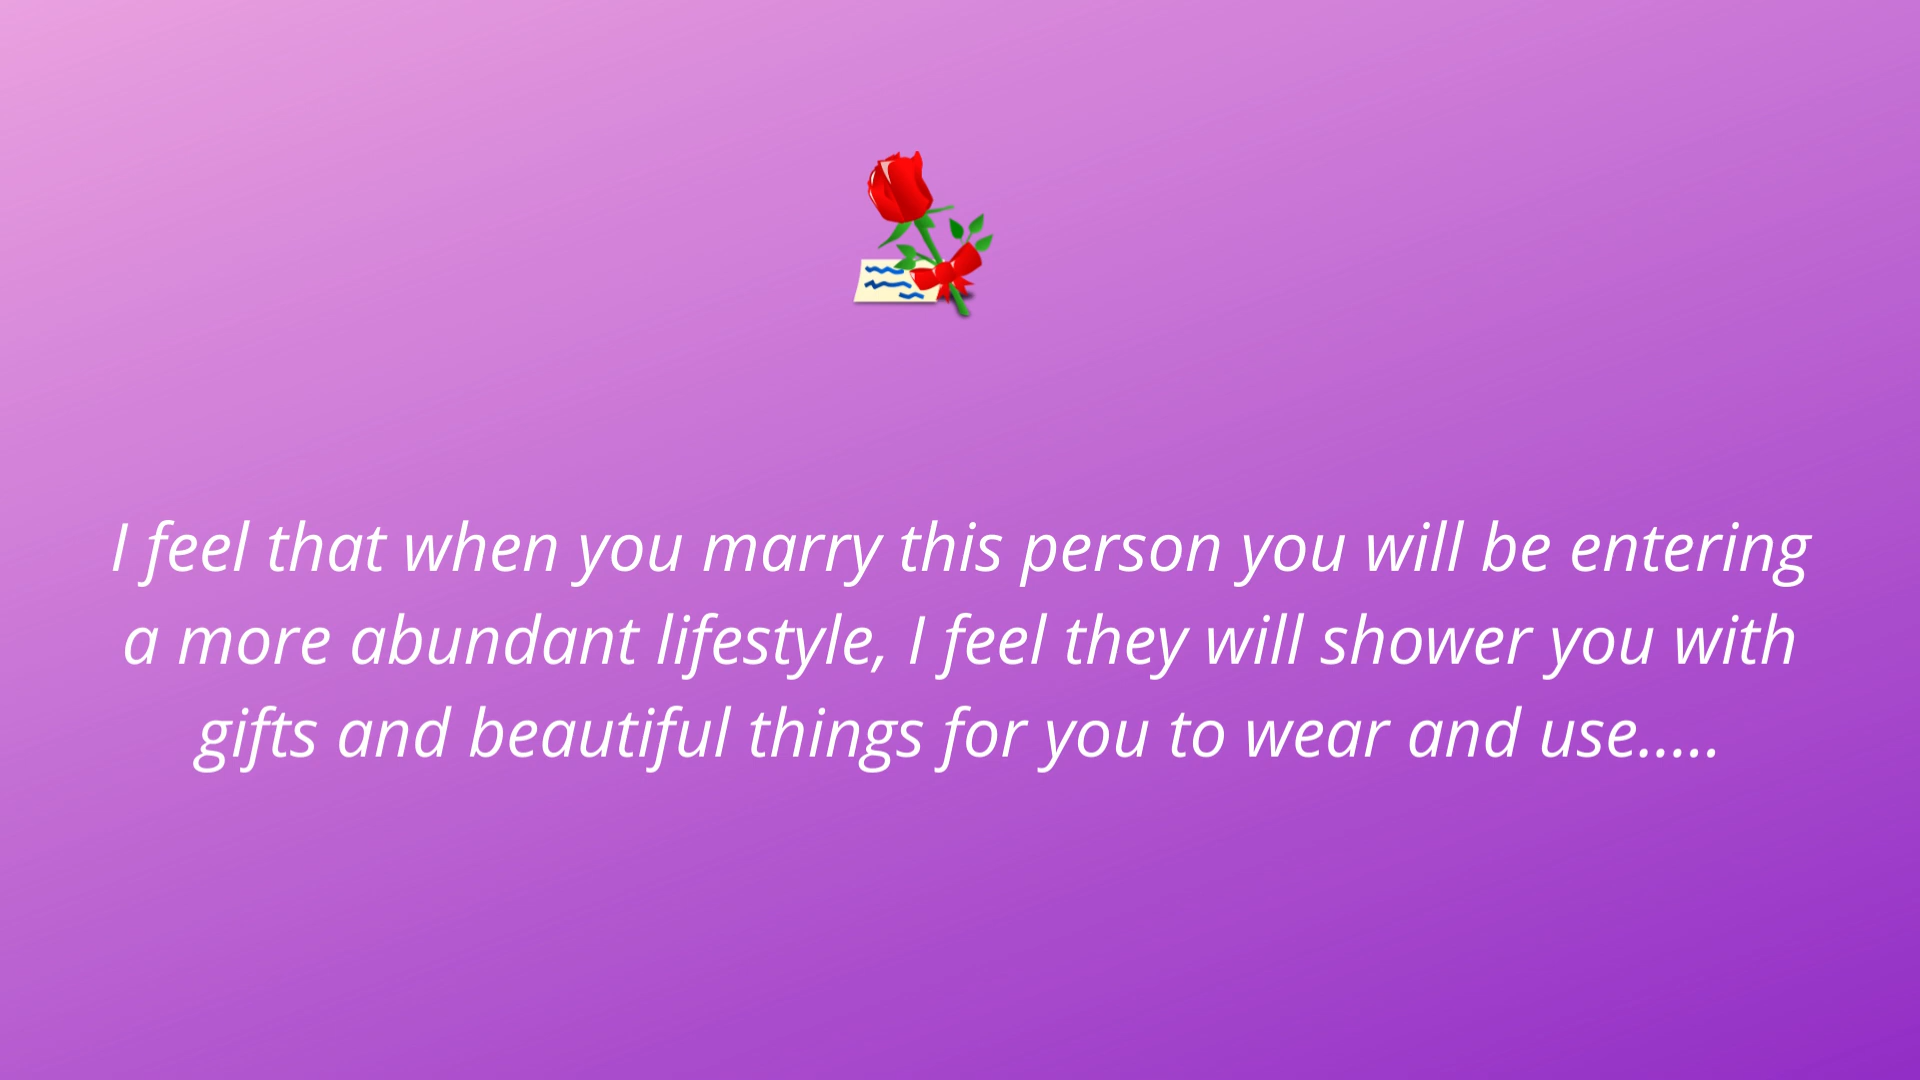 I feel that when you marry this person you will be entering
a more abundant lifestyle, I feel they will shower you with
gifts and beautiful things for you to wear and use.....